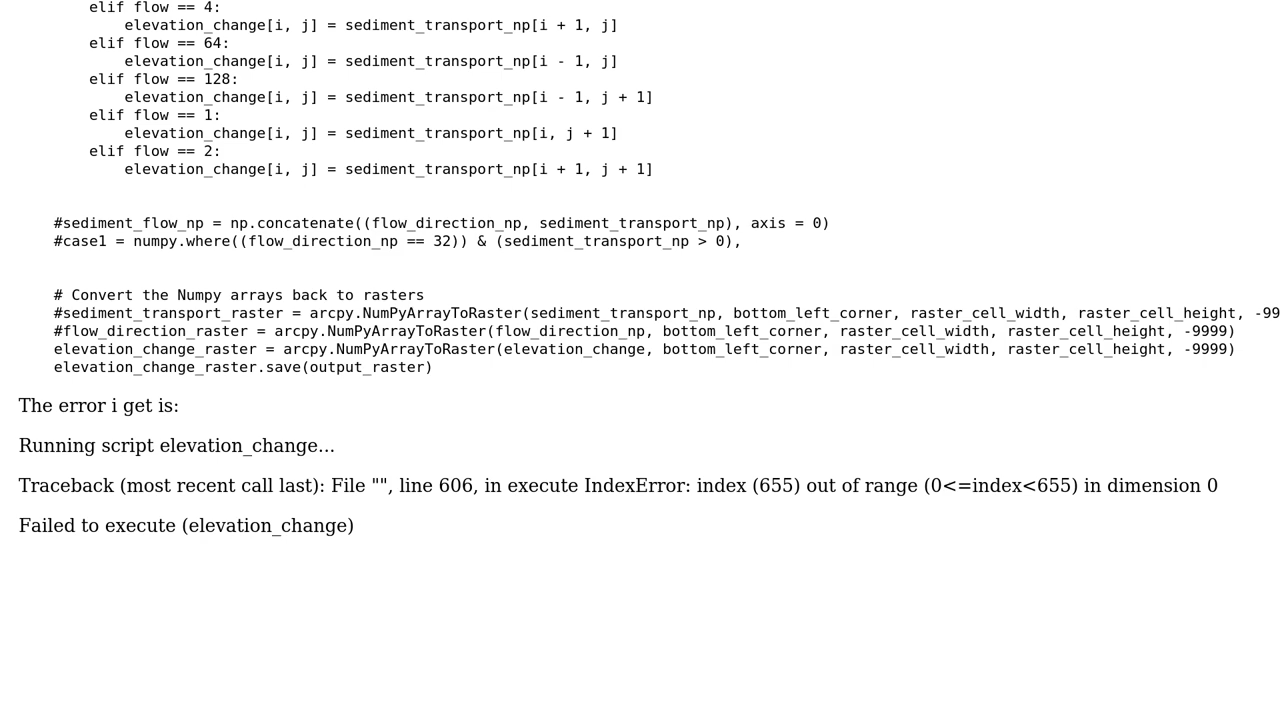 elif flow == 4:
elevation_change[i, j] = sediment_transport_np[i + 1, j]
elif flow == 64:
elevation_change[i, j] = sediment_transport_np[i - 1, j]
elif flow == 128:
elevation_change[i, j] = sediment_transport_np[i - 1, j + 1]
elif flow == 1:
elevation_change[i, j] = sediment_transport_np[i, j + 1]
elif flow == 2:
elevation_change[i, j] = sediment_transport_np[i + 1, j + 1]
#sediment_flow_np = np.concatenate((flow_direction_np, sediment_transport_np), axis = 0)
#case1 = numpy.where((flow_direction_np == 32)) & (sediment_transport_np > 0),
# Convert the Numpy arrays back to rasters
#sediment_transport_raster = arcpy.NumPyArrayToRaster(sediment_transport_np, bottom_left_corner, raster_cell_width, raster_cell_height, -99
#flow_direction_raster = arcpy.NumPyArrayToRaster(flow_direction_np, bottom_left_corner, raster_cell_width, raster_cell_height, -9999)
elevation_change_raster = arcpy.NumPyArrayToRaster(elevation_change, bottom_left_corner, raster_cell_width, raster_cell_height, -9999)
elevation_change_raster.save(output_raster)
The error i get is:
Running script elevation_change...
Traceback (most recent call last): File "", line 606, in execute IndexError: index (655) out of range (0<=index<655) in dimension 0
Failed to execute (elevation_change)